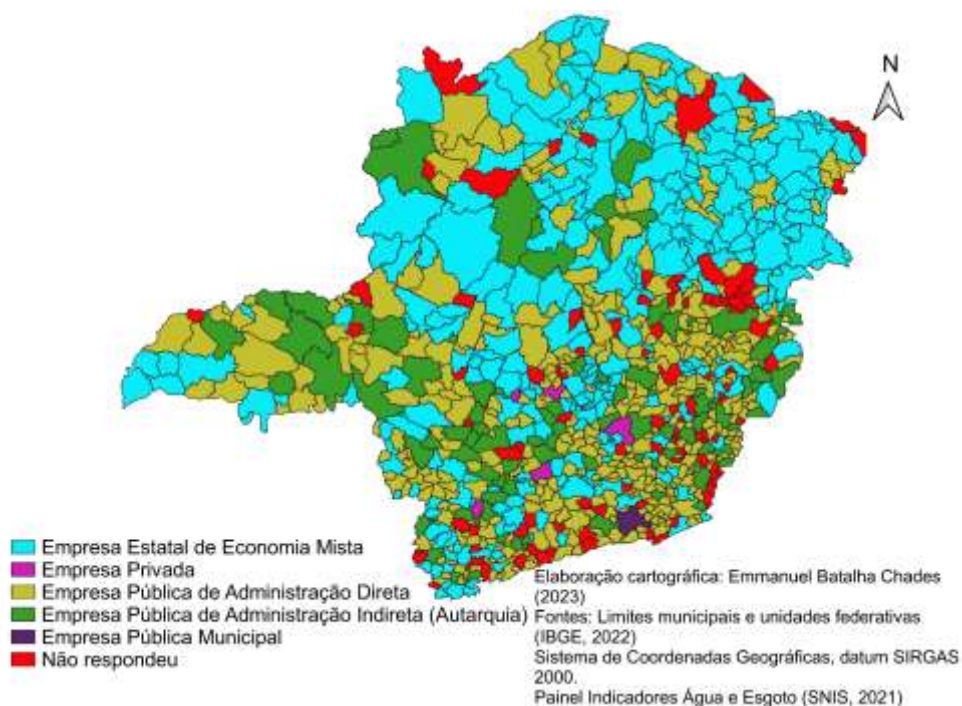 N
Empresa Estatal de Economia Mista
Empresa Privada
Empresa Pública de Administração Direta
Empresa Pública de Administração Indireta (Autarquia)
Empresa Pública Municipal
Não respondeu
Elaboração cartográfica: Emmanuel Batalha Chades
(2023)
Fontes: Limites municipais e unidades federativas
(IBGE, 2022)
Sistema de Coordenadas Geográficas, datum SIRGAS
2000.
Painel Indicadores Água e Esgoto (SNIS, 2021)